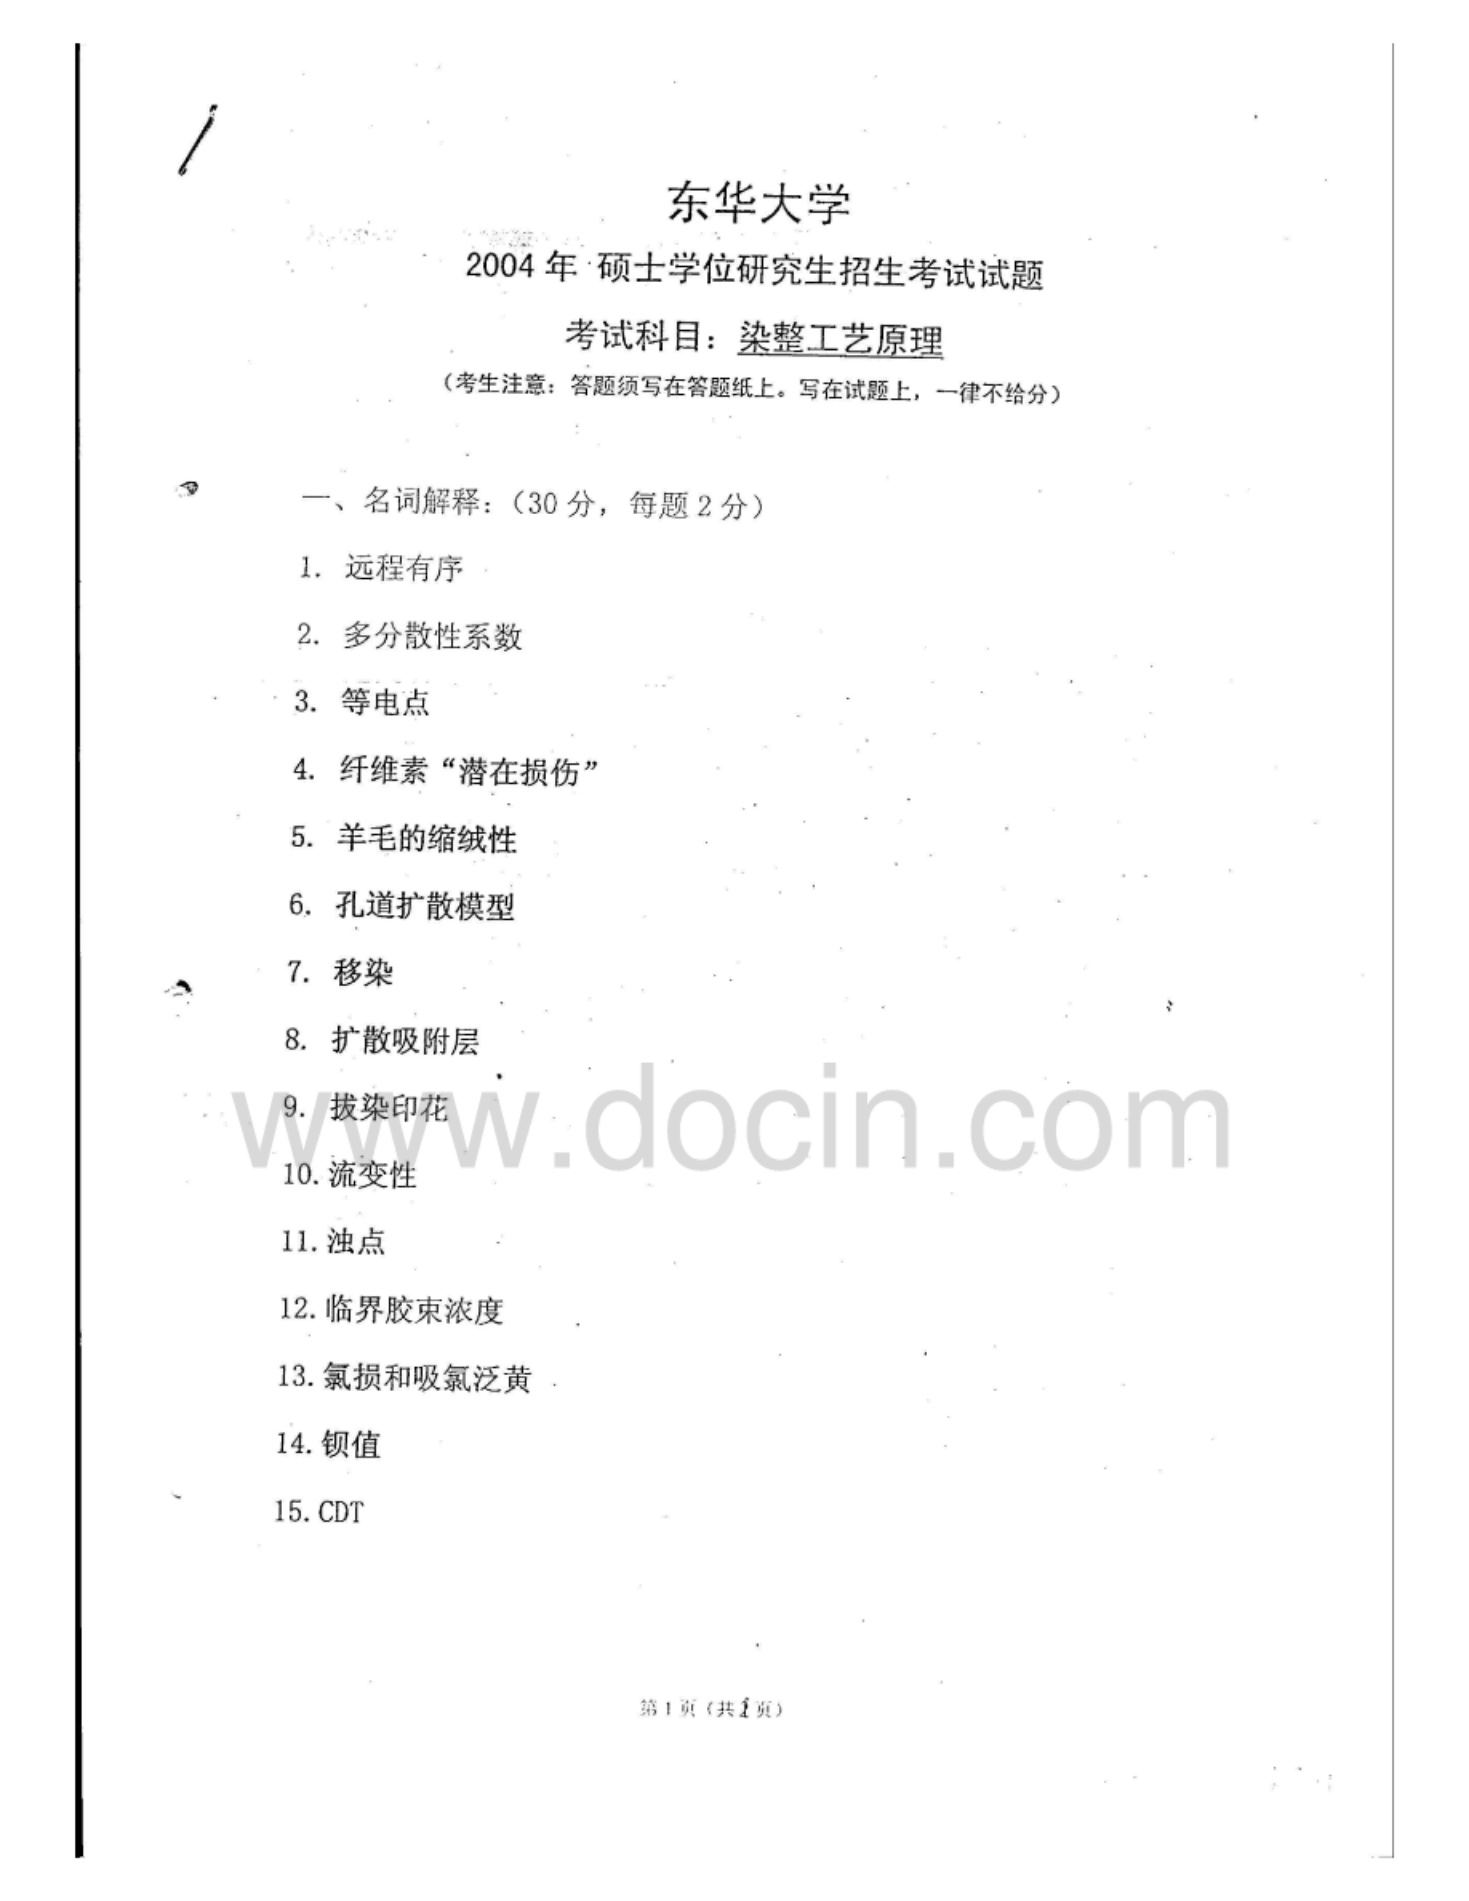 东华大学
2004 年 硕士学位研究生招生考试试题
考试科目：染整工艺原理
（考生注意：答题须写在答题纸上。写在试题上，一律不给分）
一、名词解释：（30 分，每题 2 分）
1. 远程有序
2. 多分散性系数
3. 等电点
4. 纤维素“潜在损伤”
5. 羊毛的缩绒性
6. 孔道扩散模型
7. 移染
8. 扩散吸附层
9. 拔染印花
www.docin.com
10. 流变性
11. 浊点
12. 临界胶束浓度
13. 氯损和吸氯泛黄
14. 钡值
15. CDT
第 1 页（共 2 页）